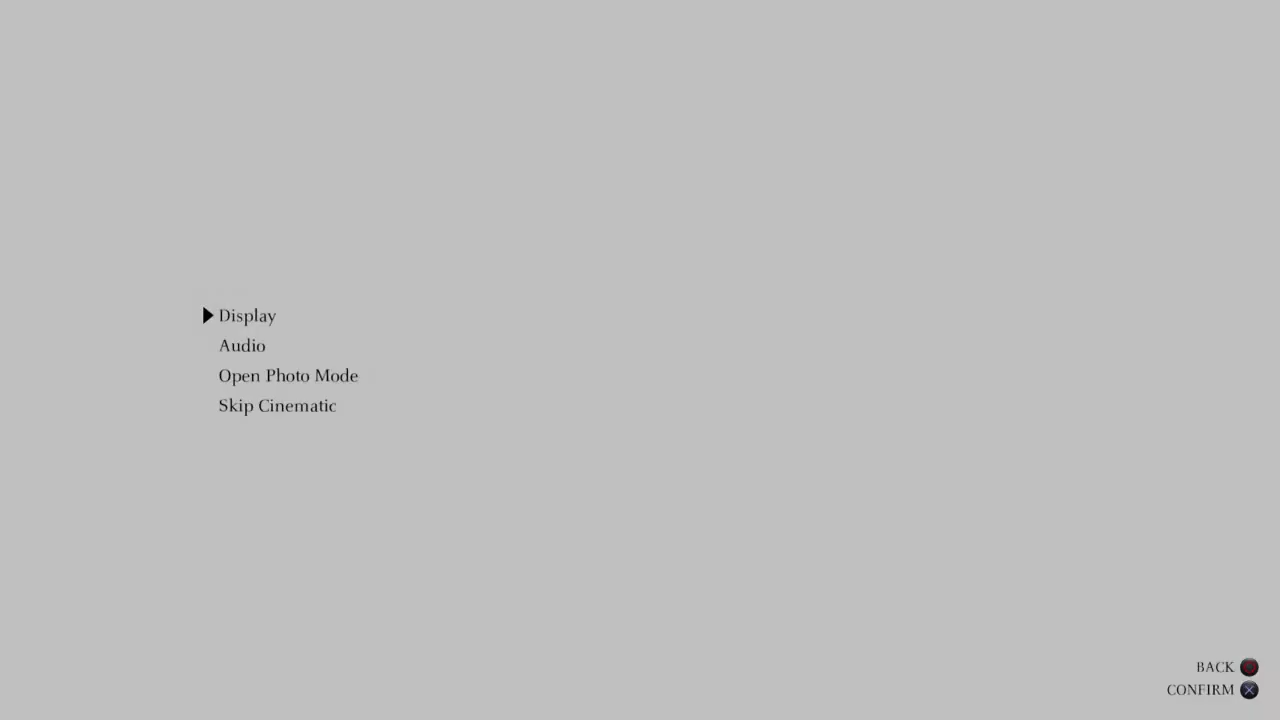 Display
Audio
Open Photo Mode
Skip Cinematic
BACK
CONFIRM